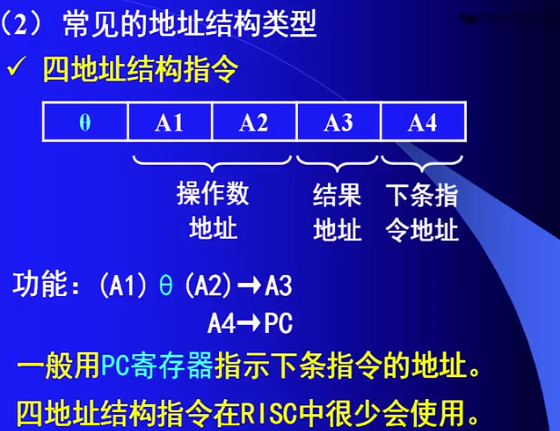 （2）常见的地址结构类型
✓ 四地址结构指令
θ A1 A2 A3 A4
操作数 结果 下条指
地址 地址 令地址
功能：(A1) θ (A2)→A3
A4→PC
一般用PC寄存器指示下条指令的地址。
四地址结构指令在RISC中很少会使用。